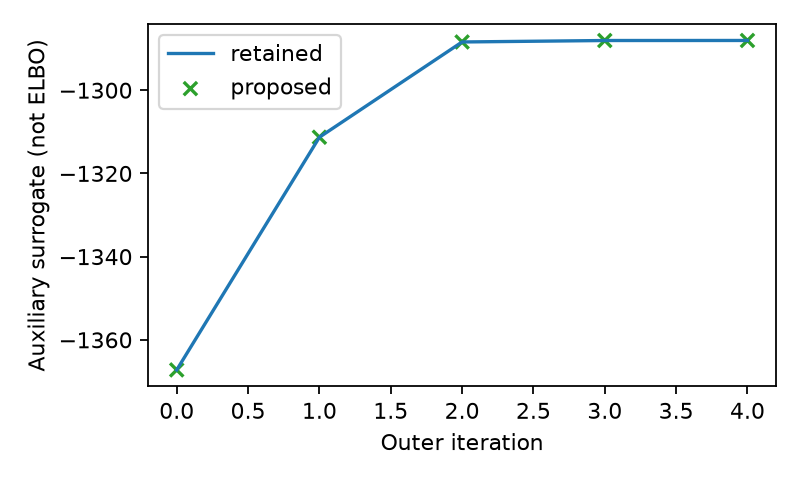 retained
proposed
Auxiliary surrogate (not ELBO)
−1300
−1320
−1340
−1360
0.0 0.5 1.0 1.5 2.0 2.5 3.0 3.5 4.0
Outer iteration